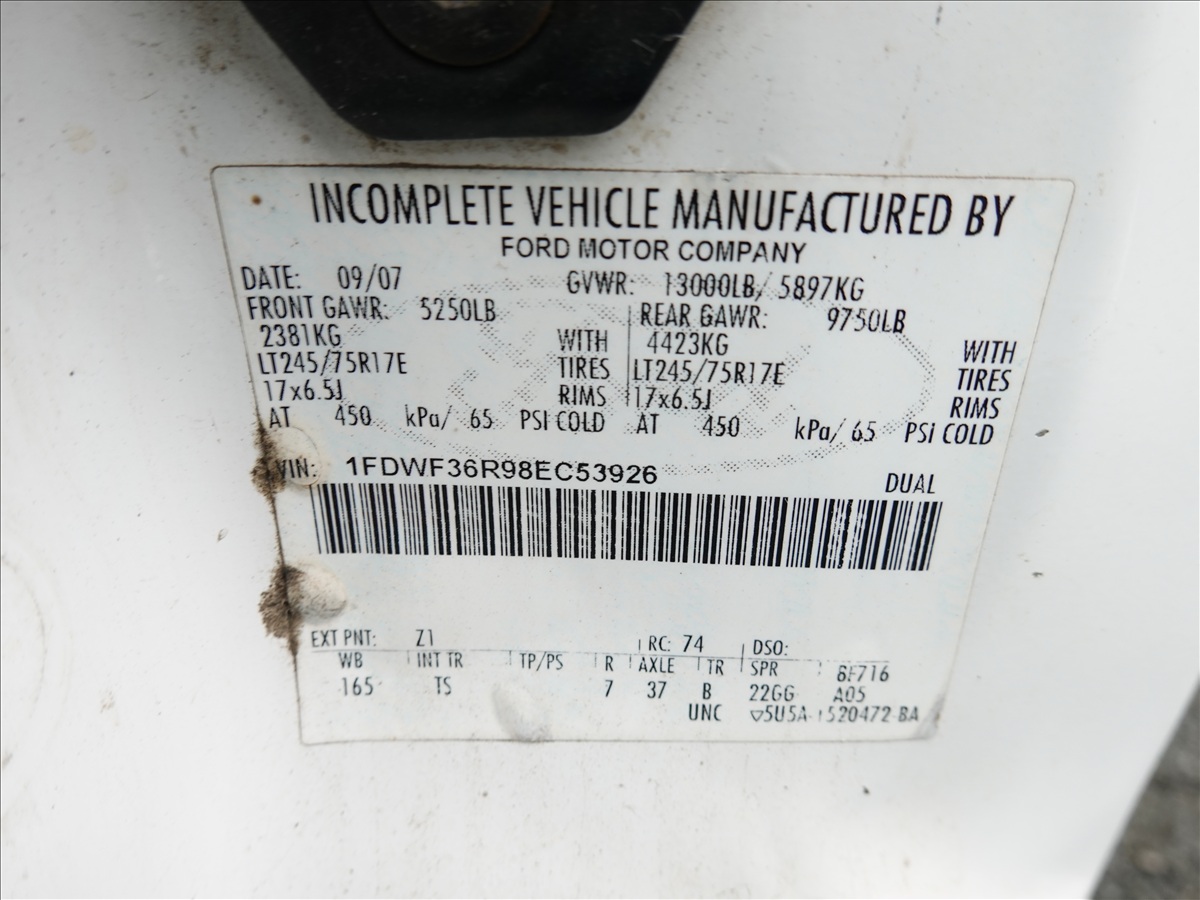 INCOMPLETE VEHICLE MANUFACTURED BY
FORD MOTOR COMPANY
DATE: 09/07 GVWR: 13000LB/ 5897KG
FRONT GAWR: 5250LB REAR GAWR: 9750LB
2381KG WITH 4423KG WITH
LT245/75R17E TIRES LT245/75R17E TIRES
17x6.5J RIMS 17x6.5J RIMS
AT 450 kPa/ 65 PSI COLD AT 450 kPa/ 65 PSI COLD
VIN: 1FDWF36R98EC53926 DUAL
EXT PNT: Z1 RC: 74 DSO:
WB INT TR TP/PS R AXLE TR SPR 6F716
165 TS 7 37 B 22GG A05
UNC ▽5U5A-1520472-BA